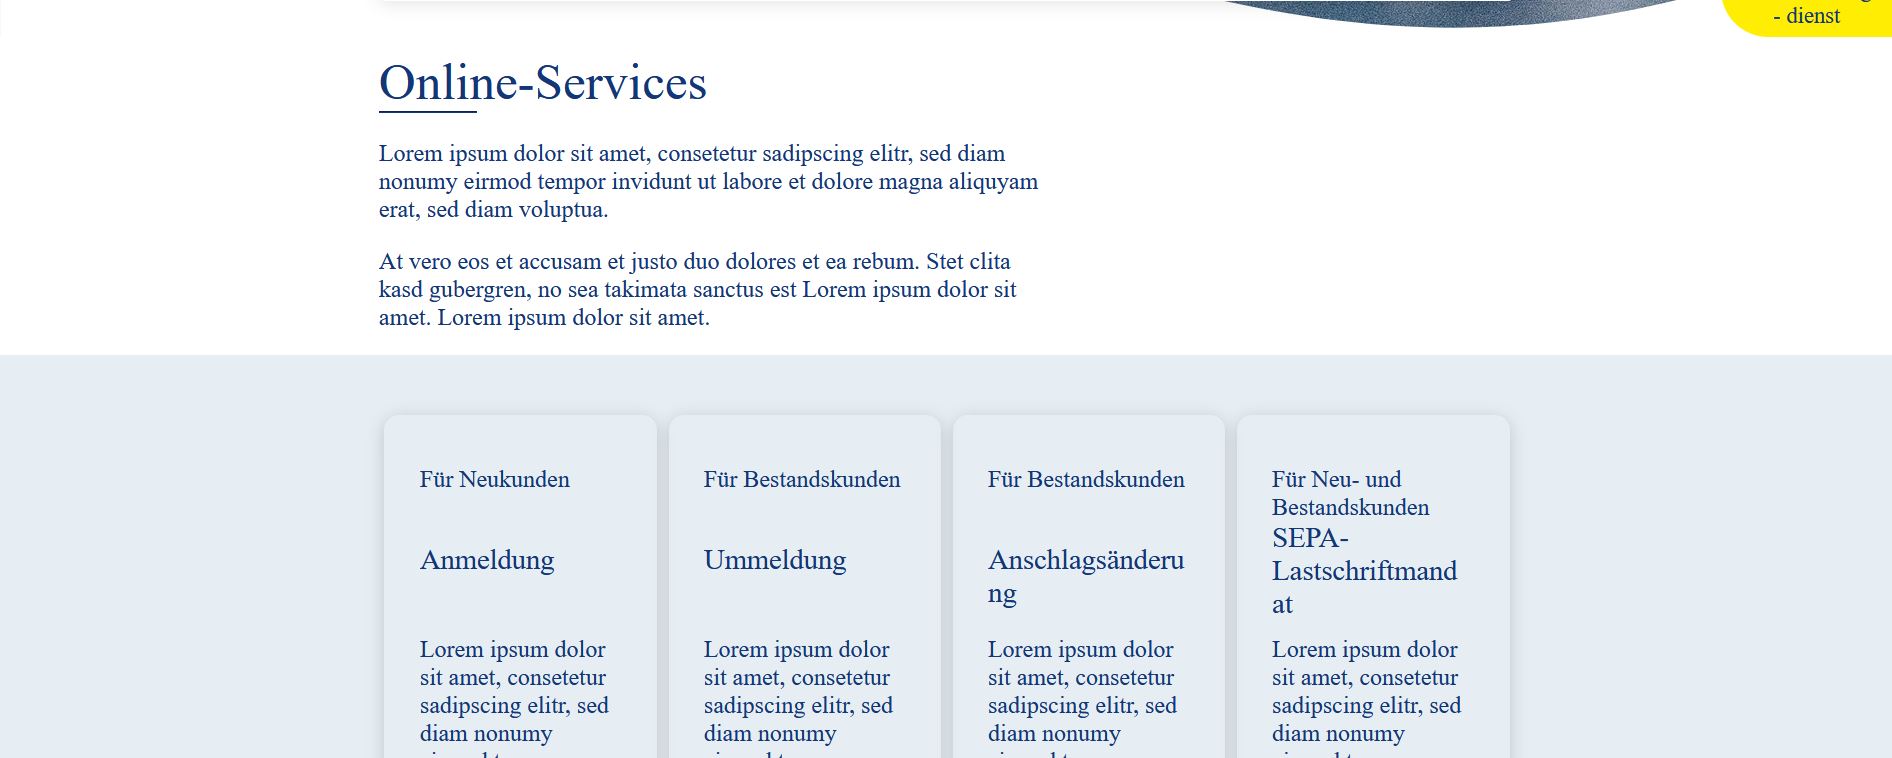 - dienst
Online-Services
Lorem ipsum dolor sit amet, consetetur sadipscing elitr, sed diam
nonumy eirmod tempor invidunt ut labore et dolore magna aliquyam
erat, sed diam voluptua.
At vero eos et accusam et justo duo dolores et ea rebum. Stet clita
kasd gubergren, no sea takimata sanctus est Lorem ipsum dolor sit
amet. Lorem ipsum dolor sit amet.
Für Neukunden
Anmeldung
Lorem ipsum dolor
sit amet, consetetur
sadipscing elitr, sed
diam nonumy
Für Bestandskunden
Ummeldung
Lorem ipsum dolor
sit amet, consetetur
sadipscing elitr, sed
diam nonumy
Für Bestandskunden
Anschlagsänderu
ng
Lorem ipsum dolor
sit amet, consetetur
sadipscing elitr, sed
diam nonumy
Für Neu- und
Bestandskunden
SEPA-
Lastschriftmand
at
Lorem ipsum dolor
sit amet, consetetur
sadipscing elitr, sed
diam nonumy